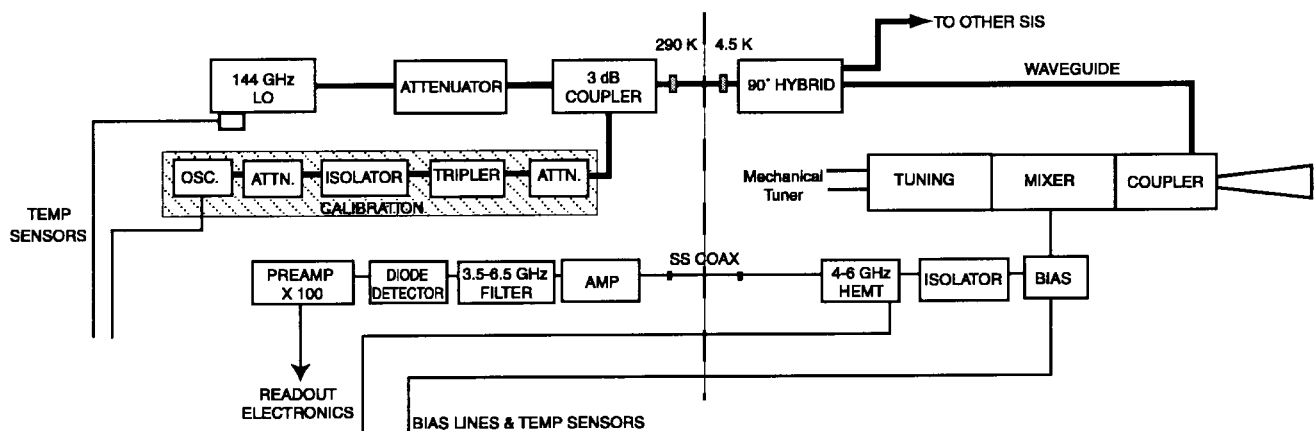 TO OTHER SIS
290 K
4.5 K
144 GHz
LO
ATTENUATOR
3 dB
COUPLER
90° HYBRID
WAVEGUIDE
OSC.
ATTN.
ISOLATOR
TRIPLER
ATTN.
CALIBRATION
Mechanical
Tuner
TUNING
MIXER
COUPLER
TEMP
SENSORS
SS COAX
PREAMP
X 100
DIODE
DETECTOR
3.5-6.5 GHz
FILTER
AMP
4-6 GHz
HEMT
ISOLATOR
BIAS
READOUT
ELECTRONICS
BIAS LINES & TEMP SENSORS